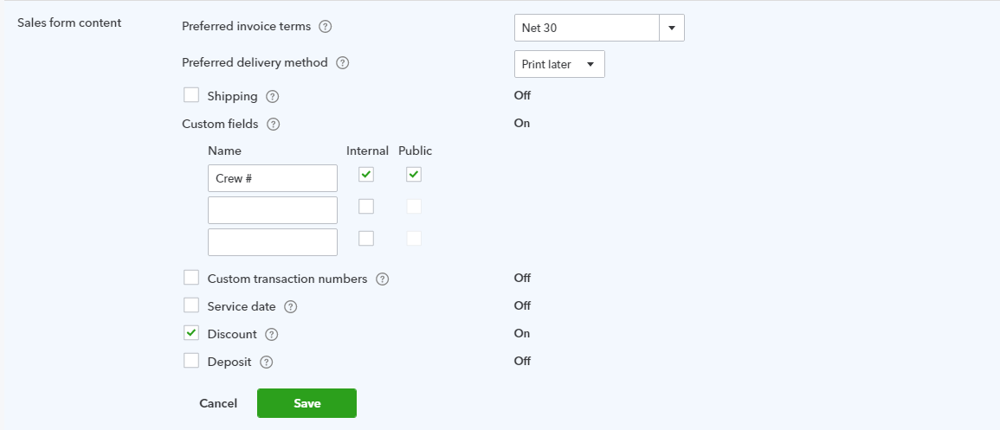 Sales form content
Preferred invoice terms ? Net 30
Preferred delivery method ? Print later
Shipping ? Off
Custom fields ? On
Name Internal Public
Crew #
Custom transaction numbers ? Off
Service date ? Off
Discount ? On
Deposit ? Off
Cancel Save